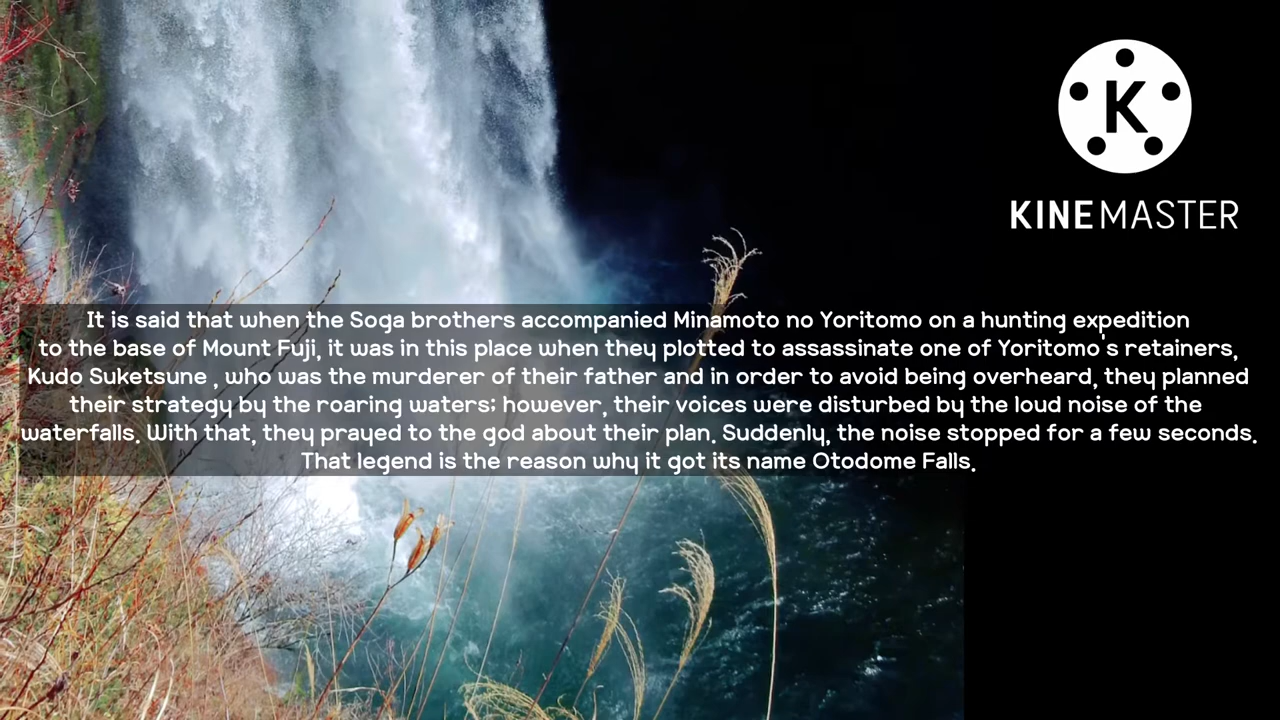 K
KINEMASTER
It is said that when the Soga brothers accompanied Minamoto no Yoritomo on a hunting expedition
to the base of Mount Fuji, it was in this place when they plotted to assassinate one of Yoritomo's retainers,
Kudo Suketsune , who was the murderer of their father and in order to avoid being overheard, they planned
their strategy by the roaring waters; however, their voices were disturbed by the loud noise of the
waterfalls. With that, they prayed to the god about their plan. Suddenly, the noise stopped for a few seconds.
That legend is the reason why it got its name Otodome Falls.